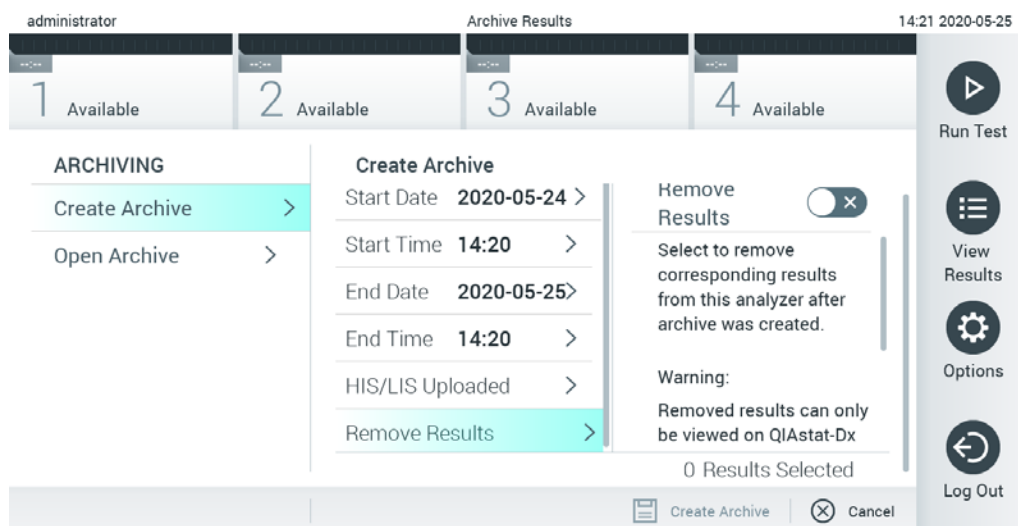 administrator
Archive Results
14:21 2020-05-25
--:--
--:--
--:--
--:--
1 Available
2 Available
3 Available
4 Available
Run Test
ARCHIVING
Create Archive
Open Archive
Create Archive
Start Date 2020-05-24
Start Time 14:20
End Date 2020-05-25
End Time 14:20
HIS/LIS Uploaded
Remove Results
Remove
Results
Select to remove
corresponding results
from this analyzer after
archive was created.
Warning:
Removed results can only
be viewed on QIAstat-Dx
0 Results Selected
View
Results
Options
Log Out
Create Archive
Cancel